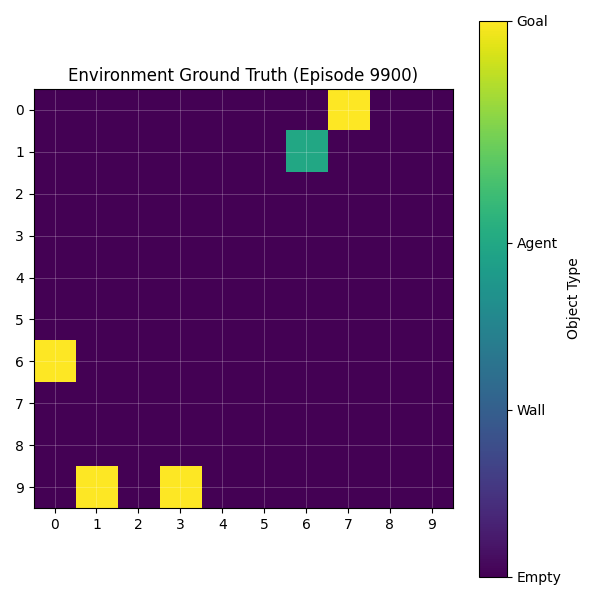 Environment Ground Truth (Episode 9900)
Goal
Agent
Wall
Empty
Object Type
0
1
2
3
4
5
6
7
8
9
0 1 2 3 4 5 6 7 8 9